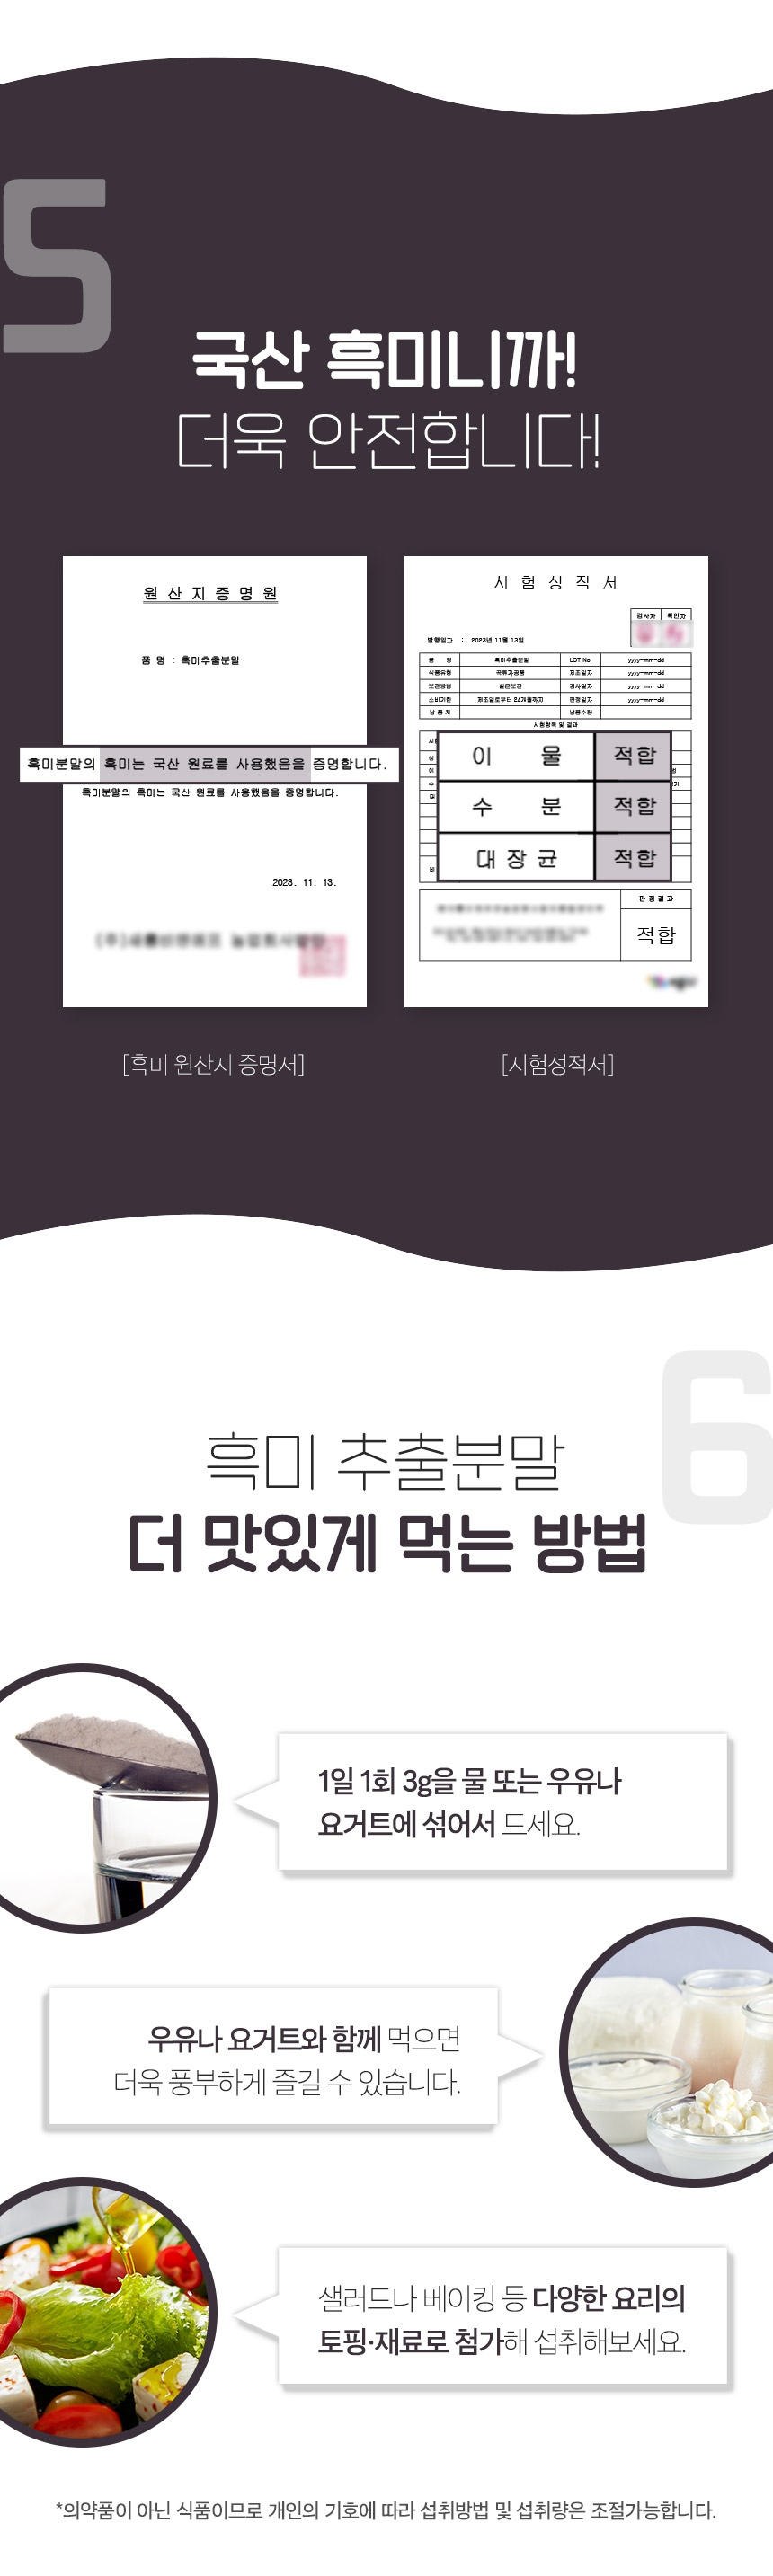 5
국산 흑미니까!
더욱 안전합니다!
원 산 지 증 명 원
품 명 : 흑미추출분말
흑미분말의 흑미는 국산 원료를 사용했음을 증명합니다.
흑미분말의 흑미는 국산 원료를 사용했음을 증명합니다.
2023. 11. 13.
[흑미 원산지 증명서]
시 험 성 적 서
검사자 확인자
발행일자 : 2023년 11월 13일
품 명 흑미추출분말 LOT No. yyyy-mm-dd
식품유형 곡류가공품 제조일자 yyyy-mm-dd
보관방법 실온보관 검사일자 yyyy-mm-dd
소비기한 제조일로부터 24개월까지 판정일자 yyyy-mm-dd
납 품 처 납품수량
시험항목 및 결과
이 물 적합
수 분 적합
대 장 균 적합
판 정 결 과
적합
[시험성적서]
6
흑미 추출분말
더 맛있게 먹는 방법
1일 1회 3g을 물 또는 우유나
요거트에 섞어서 드세요.
우유나 요거트와 함께 먹으면
더욱 풍부하게 즐길 수 있습니다.
샐러드나 베이킹 등 다양한 요리의
토핑·재료로 첨가해 섭취해보세요.
*의약품이 아닌 식품이므로 개인의 기호에 따라 섭취방법 및 섭취량은 조절가능합니다.